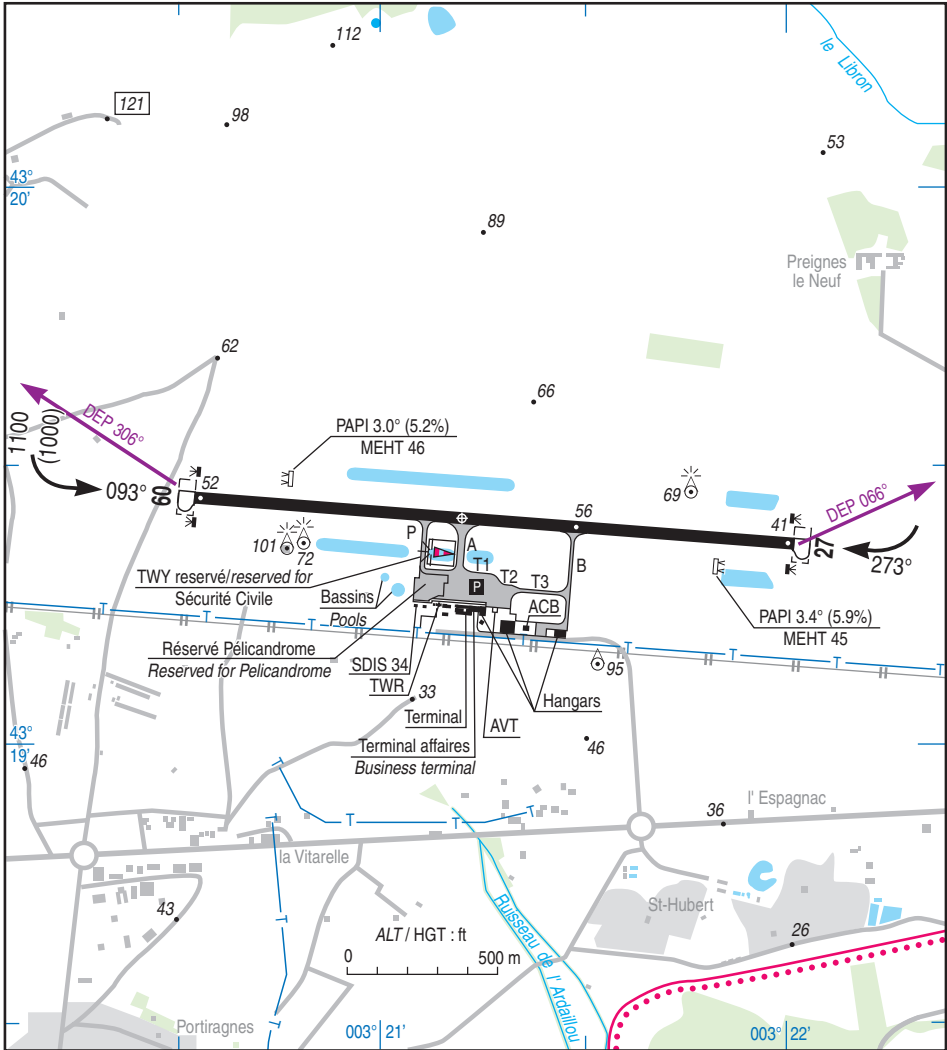 112
le Libron
121
98
53
43°
20'
89
Preignes
le Neuf
62
66
DEP 306°
1100
(1000)
PAPI 3.0° (5.2%)
MEHT 46
093°
09
52
69
DEP 066°
56
41
27
273°
P
A
B
101
72
T1
T2
T3
P
ACB
TWY reservé/reserved for
Sécurité Civile
Bassins
Pools
PAPI 3.4° (5.9%)
MEHT 45
T
T
T
T
T
T
T
T
Réservé Pélicandrome
Reserved for Pelicandrome
SDIS 34
TWR
95
33
Hangars
Terminal
AVT
43°
19'
46
Terminal affaires
Business terminal
46
T
l' Espagnac
36
T
T
T
T
la Vitarelle
St-Hubert
43
Ruisseau de l' Ardaillou
26
ALT / HGT : ft
0
500 m
T
Portiragnes
003° 21'
003° 22'